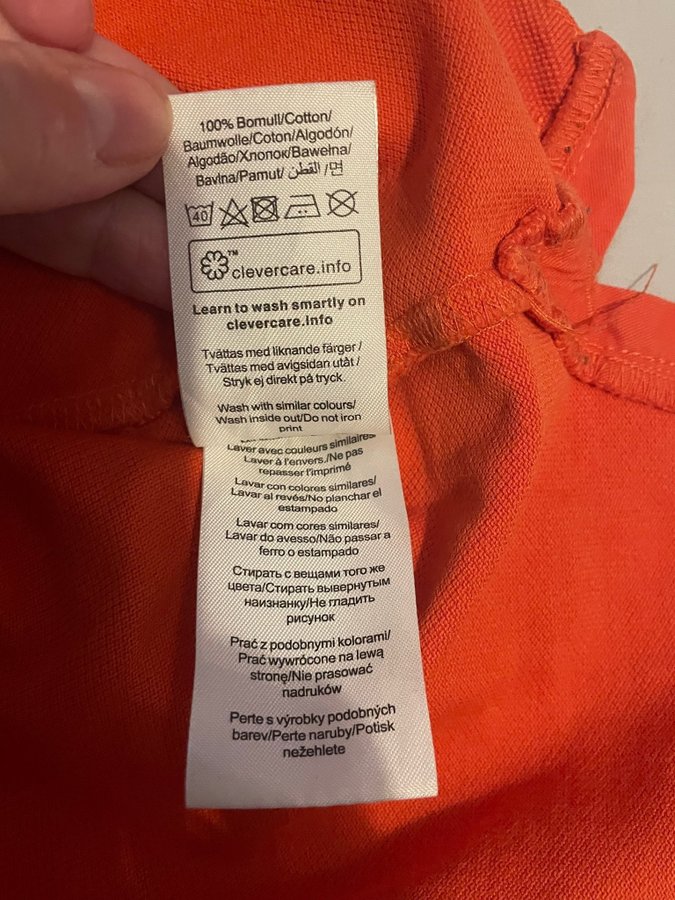 100% Bomull/Cotton/
Baumwolle/Coton/Algodón/
Algodão/Хлопок/Bawełna/
Bavlna/Pamut/ القطن /면
40
TM
clevercare.info
Learn to wash smartly on
clevercare.info
Tvättas med liknande färger/
Tvättas med avigsidan utåt/
Stryk ej direkt på tryck.
Wash with similar colours/
Wash inside out/Do not iron
print
Laver avec couleurs similaires
Laver à l'envers./Ne pas
repasser l'imprimé
Lavar con colores similares/
Lavar al revés/No planchar el
estampado
Lavar com cores similares/
Lavar do avesso/Não passar a
ferro o estampado
Стирать с вещами того же
цвета/Стирать вывернутым
наизнанку/Не гладить
рисунок
Prać z podobnymi kolorami/
Prać wywrócone na lewą
stronę/Nie prasować
nadruków
Perte s výrobky podobných
barev/Perte naruby/Potisk
nežehlete